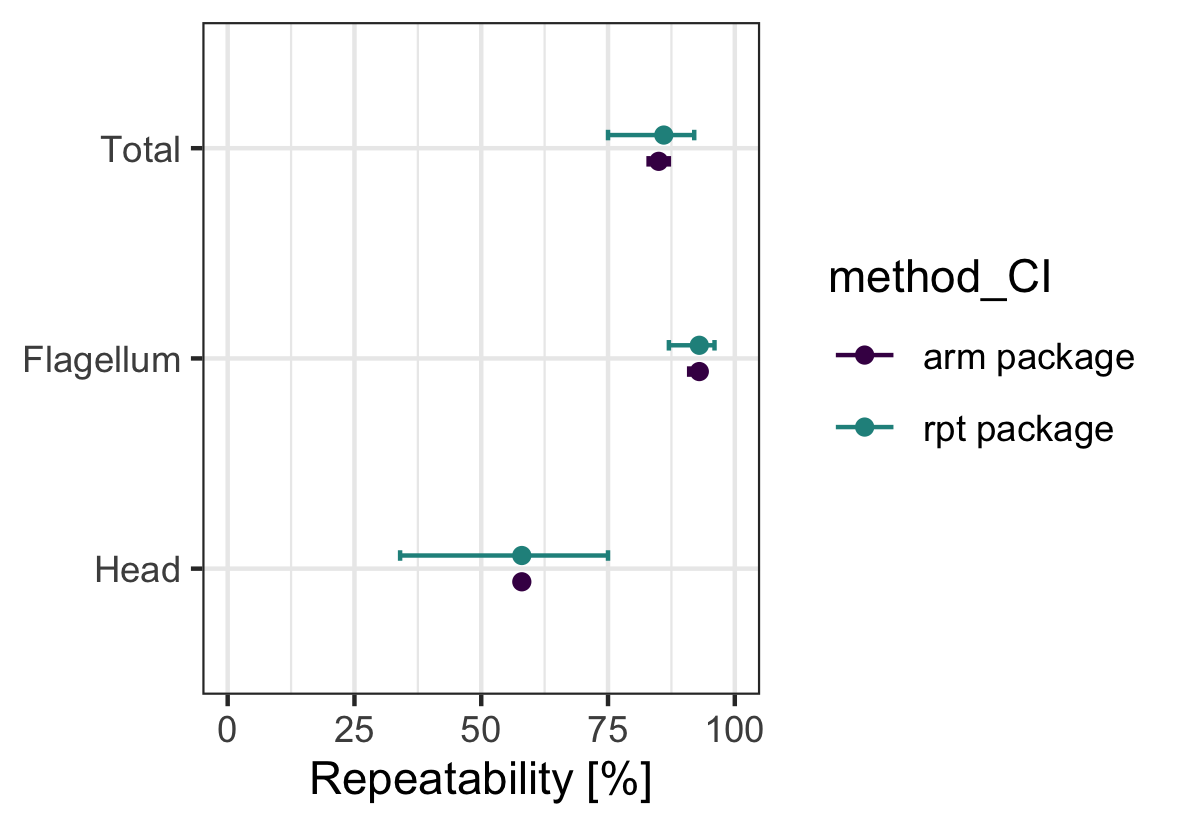 Total
Flagellum
Head
0 25 50 75 100
Repeatability [%]
method_CI
arm package
rpt package